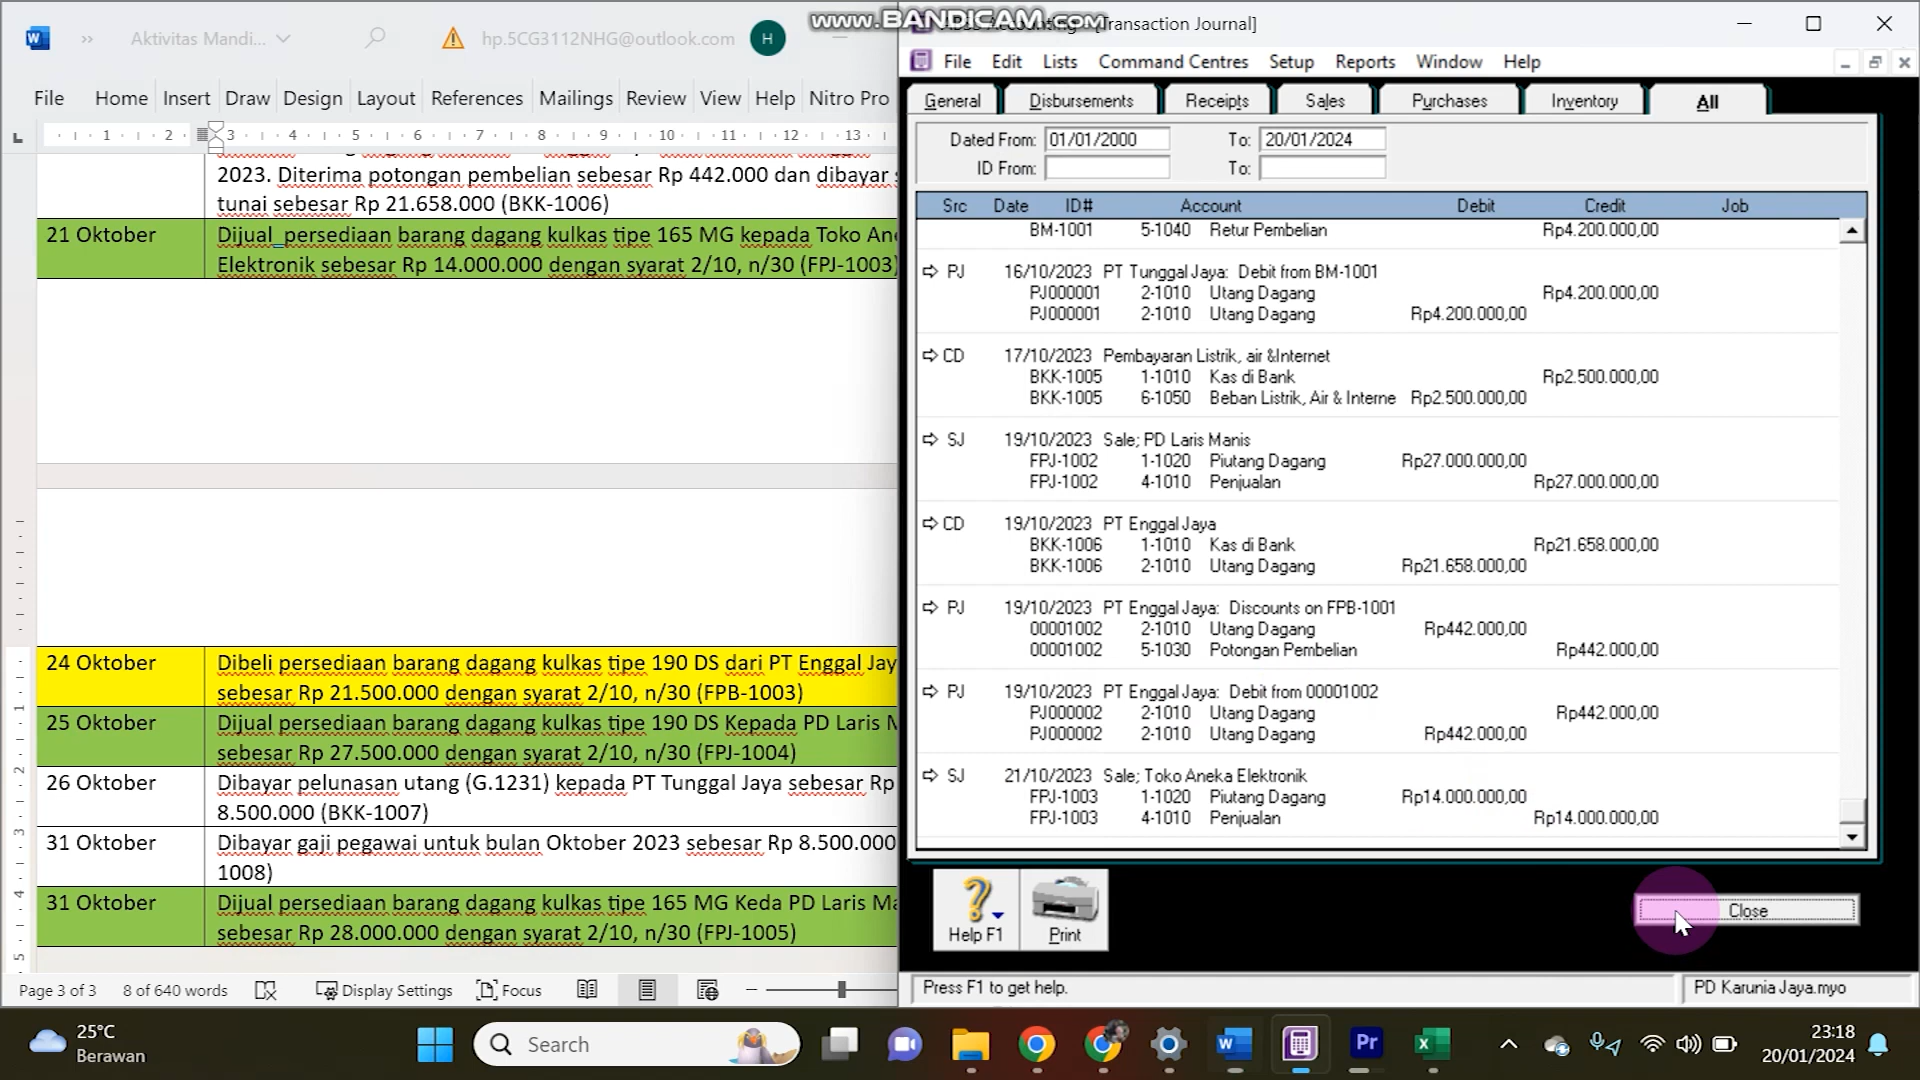 www.BANDICAM.com
Aktivitas Mandi...
hp.5CG3112NHG@outlook.com
H
File Home Insert Draw Design Layout References Mailings Review View Help Nitro Pro
1 2 3 4 5 6 7 8 9 10 11 12 13
2023. Diterima potongan pembelian sebesar Rp 442.000 dan dibayar
tunai sebesar Rp 21.658.000 (BKK-1006)
21 Oktober
Dijual  persediaan barang dagang kulkas tipe 165 MG kepada Toko Ane
Elektronik sebesar Rp 14.000.000 dengan syarat 2/10, n/30 (FPJ-1003)
24 Oktober
Dibeli persediaan barang dagang kulkas tipe 190 DS dari PT Enggal Jay
sebesar Rp 21.500.000 dengan syarat 2/10, n/30 (FPB-1003)
25 Oktober
Dijual persediaan barang dagang kulkas tipe 190 DS Kepada PD Laris M
sebesar Rp 27.500.000 dengan syarat 2/10, n/30 (FPJ-1004)
26 Oktober
Dibayar pelunasan utang (G.1231) kepada PT Tunggal Jaya sebesar Rp
8.500.000 (BKK-1007)
31 Oktober
Dibayar gaji pegawai untuk bulan Oktober 2023 sebesar Rp 8.500.000
1008)
31 Oktober
Dijual persediaan barang dagang kulkas tipe 165 MG Keda PD Laris Ma
sebesar Rp 28.000.000 dengan syarat 2/10, n/30 (FPJ-1005)
Page 3 of 3 8 of 640 words Display Settings Focus
Accounting - [Transaction Journal]
File Edit Lists Command Centres Setup Reports Window Help
General Disbursements Receipts Sales Purchases Inventory All
Dated From: 01/01/2000 To: 20/01/2024
ID From: To:
Src Date ID# Account Debit Credit Job
BM-1001 5-1040 Retur Pembelian Rp4.200.000,00
PJ 16/10/2023 PT Tunggal Jaya: Debit from BM-1001
PJ000001 2-1010 Utang Dagang Rp4.200.000,00
PJ000001 2-1010 Utang Dagang Rp4.200.000,00
CD 17/10/2023 Pembayaran Listrik, air &Internet
BKK-1005 1-1010 Kas di Bank Rp2.500.000,00
BKK-1005 6-1050 Beban Listrik, Air & Interne Rp2.500.000,00
SJ 19/10/2023 Sale; PD Laris Manis
FPJ-1002 1-1020 Piutang Dagang Rp27.000.000,00
FPJ-1002 4-1010 Penjualan Rp27.000.000,00
CD 19/10/2023 PT Enggal Jaya
BKK-1006 1-1010 Kas di Bank Rp21.658.000,00
BKK-1006 2-1010 Utang Dagang Rp21.658.000,00
PJ 19/10/2023 PT Enggal Jaya: Discounts on FPB-1001
00001002 2-1010 Utang Dagang Rp442.000,00
00001002 5-1030 Potongan Pembelian Rp442.000,00
PJ 19/10/2023 PT Enggal Jaya: Debit from 00001002
PJ000002 2-1010 Utang Dagang Rp442.000,00
PJ000002 2-1010 Utang Dagang Rp442.000,00
SJ 21/10/2023 Sale; Toko Aneka Elektronik
FPJ-1003 1-1020 Piutang Dagang Rp14.000.000,00
FPJ-1003 4-1010 Penjualan Rp14.000.000,00
Help F1 Print Close
Press F1 to get help. PD Karunia Jaya.myo
25°C
Berawan
Search
Pr
23:18
20/01/2024